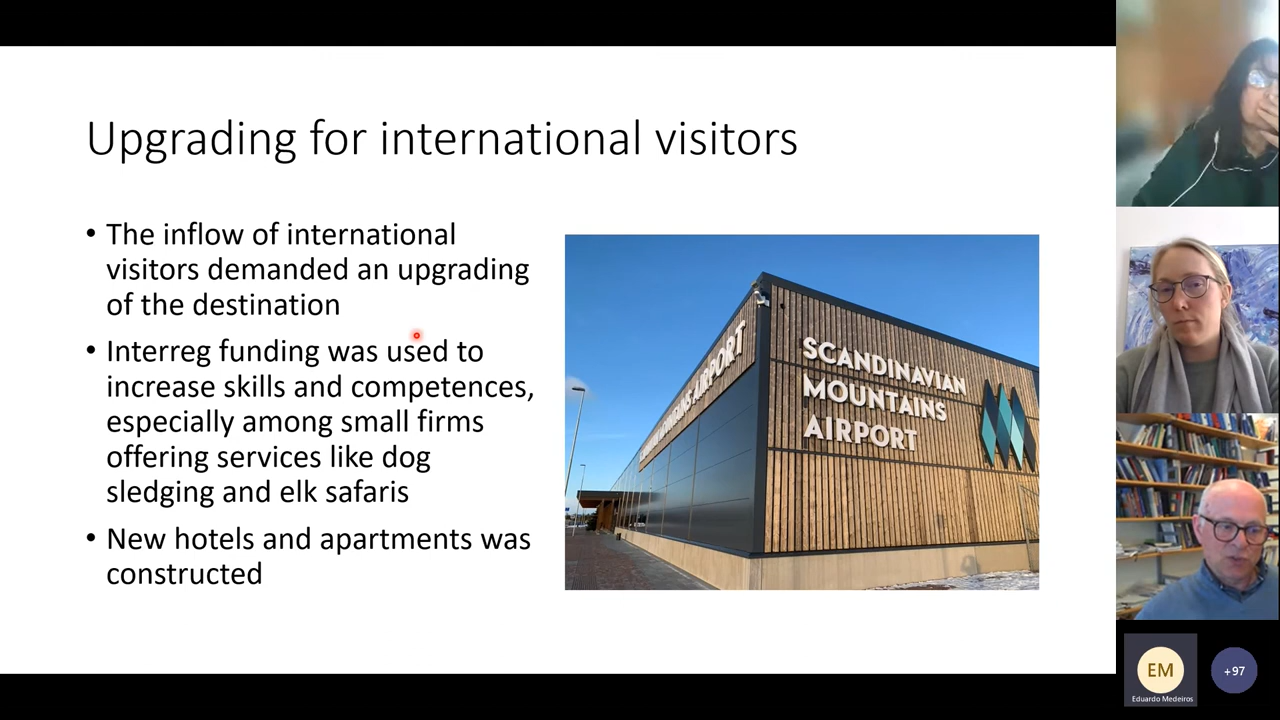 Upgrading for international visitors
• The inflow of international
visitors demanded an upgrading
of the destination
• Interreg funding was used to
increase skills and competences,
especially among small firms
offering services like dog
sledging and elk safaris
• New hotels and apartments was
constructed
MOUNTAINS AIRPORT
SCANDINAVIAN
MOUNTAINS
AIRPORT
EM
Eduardo Medeiros
+97